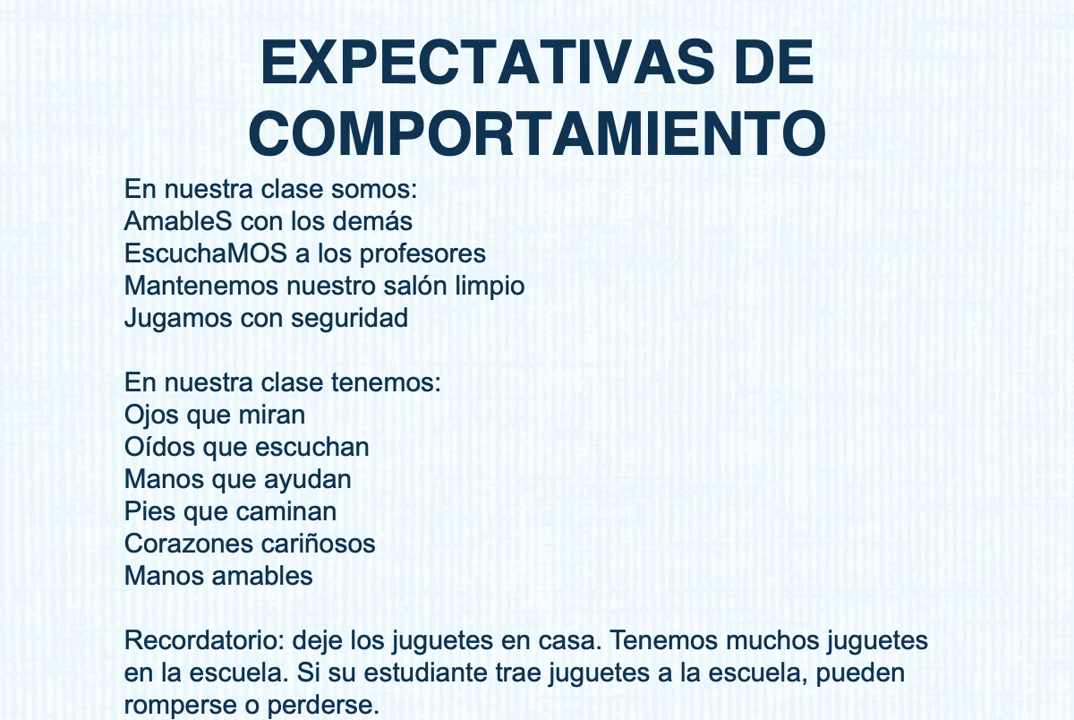 EXPECTATIVAS DE
COMPORTAMIENTO
En nuestra clase somos:
AmableS con los demás
EscuchaMOS a los profesores
Mantenemos nuestro salón limpio
Jugamos con seguridad
En nuestra clase tenemos:
Ojos que miran
Oídos que escuchan
Manos que ayudan
Pies que caminan
Corazones cariñosos
Manos amables
Recordatorio: deje los juguetes en casa. Tenemos muchos juguetes
en la escuela. Si su estudiante trae juguetes a la escuela, pueden
romperse o perderse.